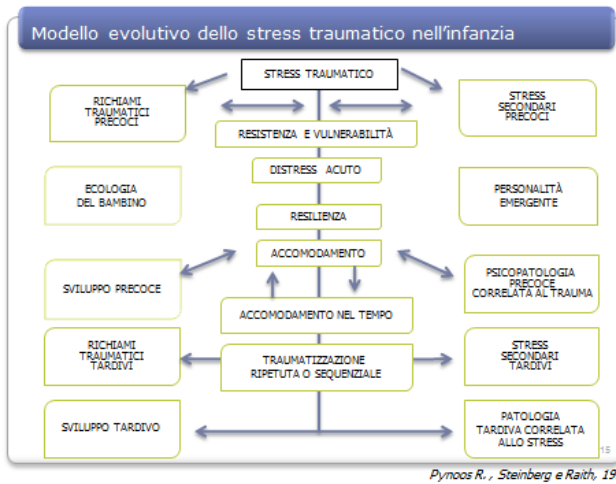 Modello evolutivo dello stress traumatico nell'infanzia
STRESS TRAUMATICO
RICHIAMI
TRAUMATICI
PRECOCI
STRESS
SECONDARI
PRECOCI
RESISTENZA E VULNERABILITÀ
DISTRESS ACUTO
ECOLOGIA
DEL BAMBINO
PERSONALITÀ
EMERGENTE
RESILIENZA
ACCOMODAMENTO
SVILUPPO PRECOCE
PSICOPATOLOGIA
PRECOCE
CORRELATA AL TRAUMA
ACCOMODAMENTO NEL TEMPO
RICHIAMI
TRAUMATICI
TARDIVI
TRAUMATIZZAZIONE
RIPETUTA O SEQUENZIALE
STRESS
SECONDARI
TARDIVI
SVILUPPO TARDIVO
PATOLOGIA
TARDIVA CORRELATA
ALLO STRESS
15
Pynoos R. , Steinberg e Raith, 19